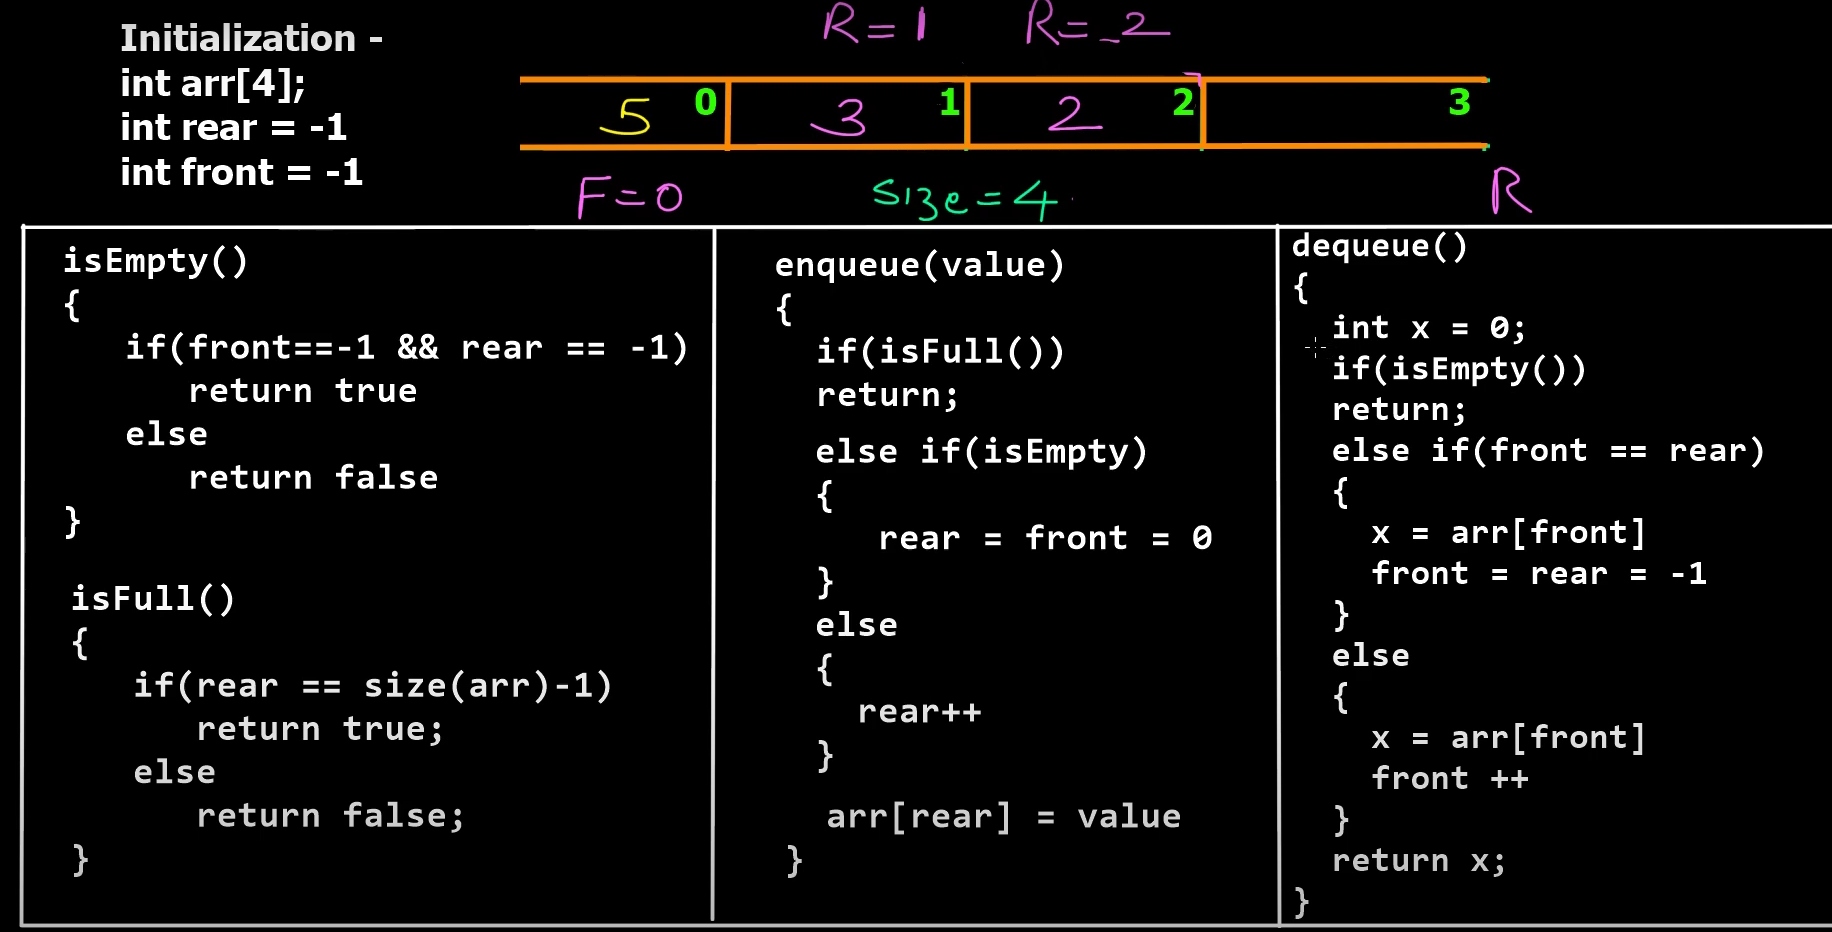 Initialization -
int arr[4];
int rear = -1
int front = -1
R=1 R=2
5 0 3 1 2 2 3
F=0 size=4 R
isEmpty()
{
if(front==-1 && rear == -1)
return true
else
return false
}
isFull()
{
if(rear == size(arr)-1)
return true;
else
return false;
}
enqueue(value)
{
if(isFull())
return;
else if(isEmpty)
{
rear = front = 0
}
else
{
rear++
}
arr[rear] = value
}
dequeue()
{
int x = 0;
if(isEmpty())
return;
else if(front == rear)
{
x = arr[front]
front = rear = -1
}
else
{
x = arr[front]
front ++
}
return x;
}